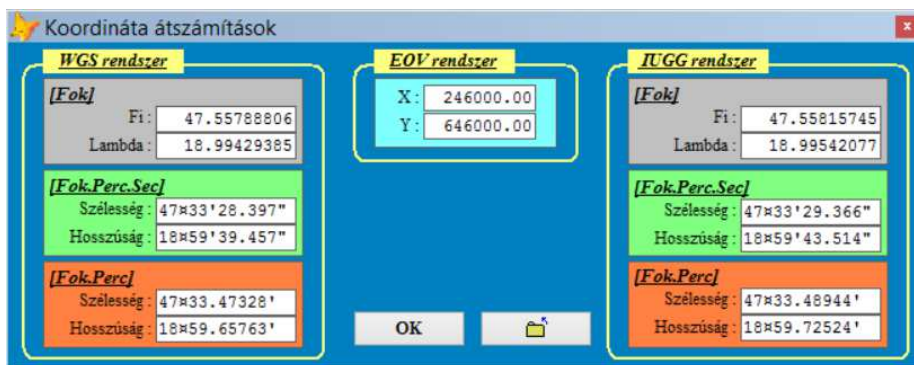 Koordináta átszámítások
WGS rendszer
[Fok]
Fi : 47.55788806
Lambda : 18.99429385
[Fok.Perc.Sec]
Szélesség : 47¤33'28.397"
Hosszúság : 18¤59'39.457"
[Fok.Perc]
Szélesség : 47¤33.47328'
Hosszúság : 18¤59.65763'
EOV rendszer
X : 246000.00
Y : 646000.00
OK
IUGG rendszer
[Fok]
Fi : 47.55815745
Lambda : 18.99542077
[Fok.Perc.Sec]
Szélesség : 47¤33'29.366"
Hosszúság : 18¤59'43.514"
[Fok.Perc]
Szélesség : 47¤33.48944'
Hosszúság : 18¤59.72524'